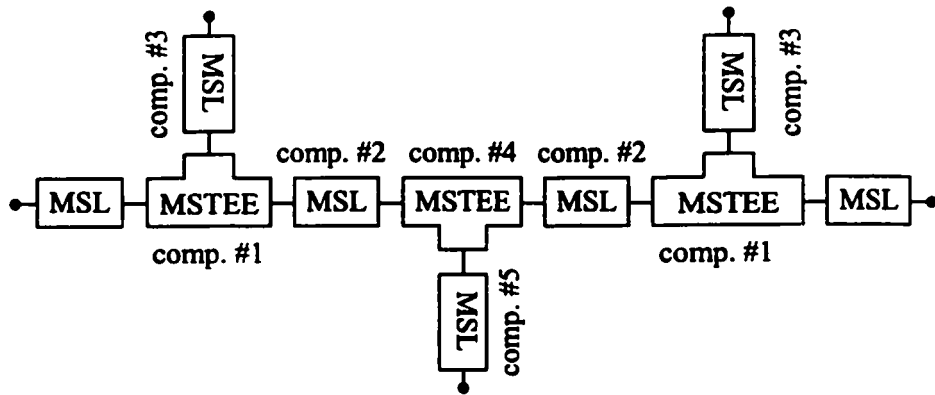 comp. #3
MSL
MSL
comp. #3
comp. #2
comp. #4
comp. #2
MSL
MSTEE
MSL
MSTEE
MSL
MSTEE
MSL
comp. #1
comp. #1
MSL
comp. #5